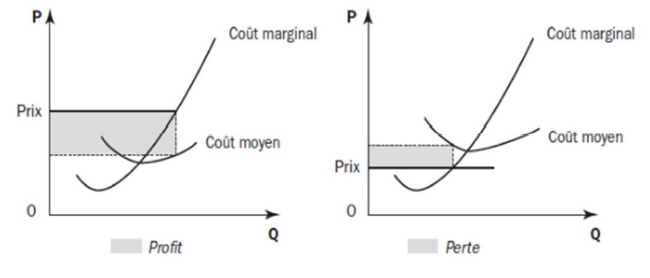 P
Coût marginal
Prix
Coût moyen
0
Q
Profit
P
Coût marginal
Coût moyen
Prix
0
Q
Perte